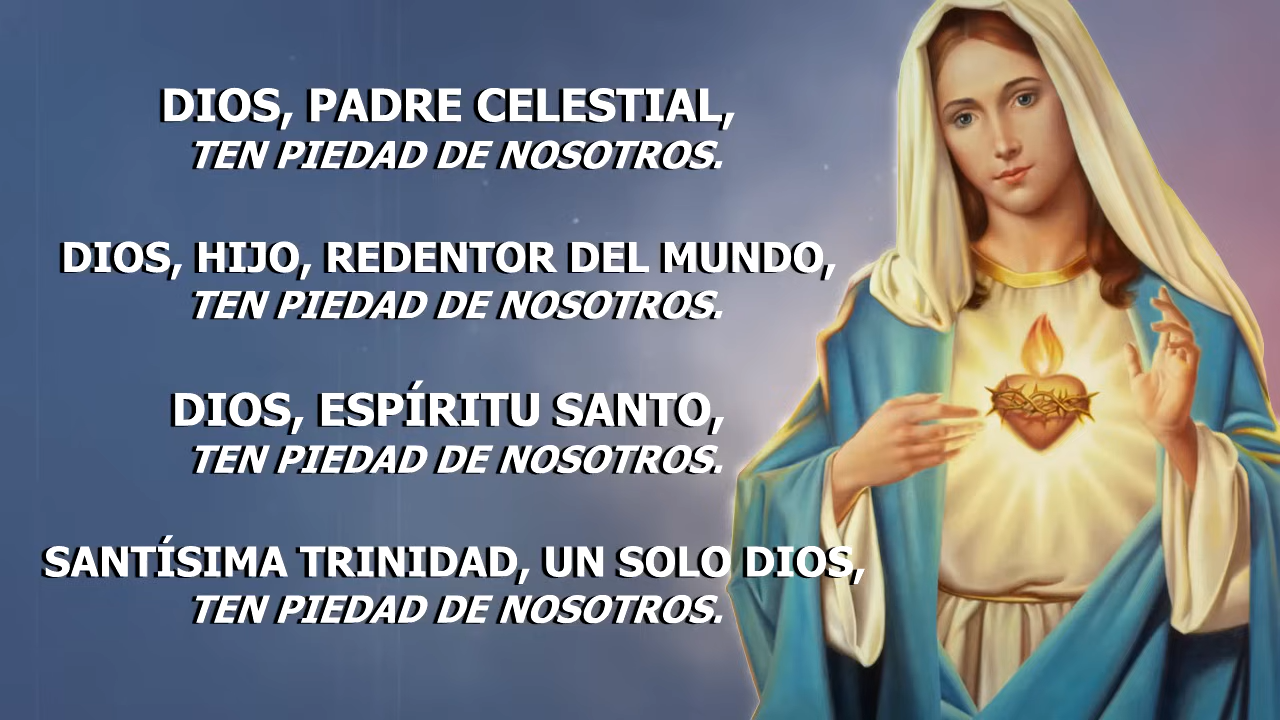 DIOS, PADRE CELESTIAL,
TEN PIEDAD DE NOSOTROS.
DIOS, HIJO, REDENTOR DEL MUNDO,
TEN PIEDAD DE NOSOTROS.
DIOS, ESPÍRITU SANTO,
TEN PIEDAD DE NOSOTROS.
SANTÍSIMA TRINIDAD, UN SOLO DIOS,
TEN PIEDAD DE NOSOTROS.